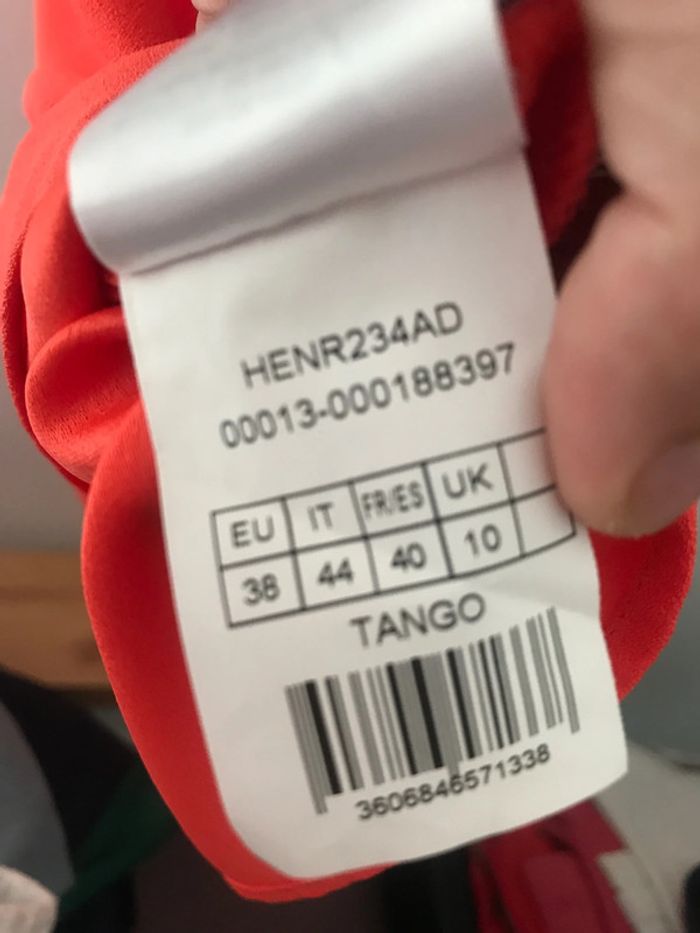 HENR234AD
00013-000188397
EU IT FR/ES UK
38 44 40 10
TANGO
3606846571338